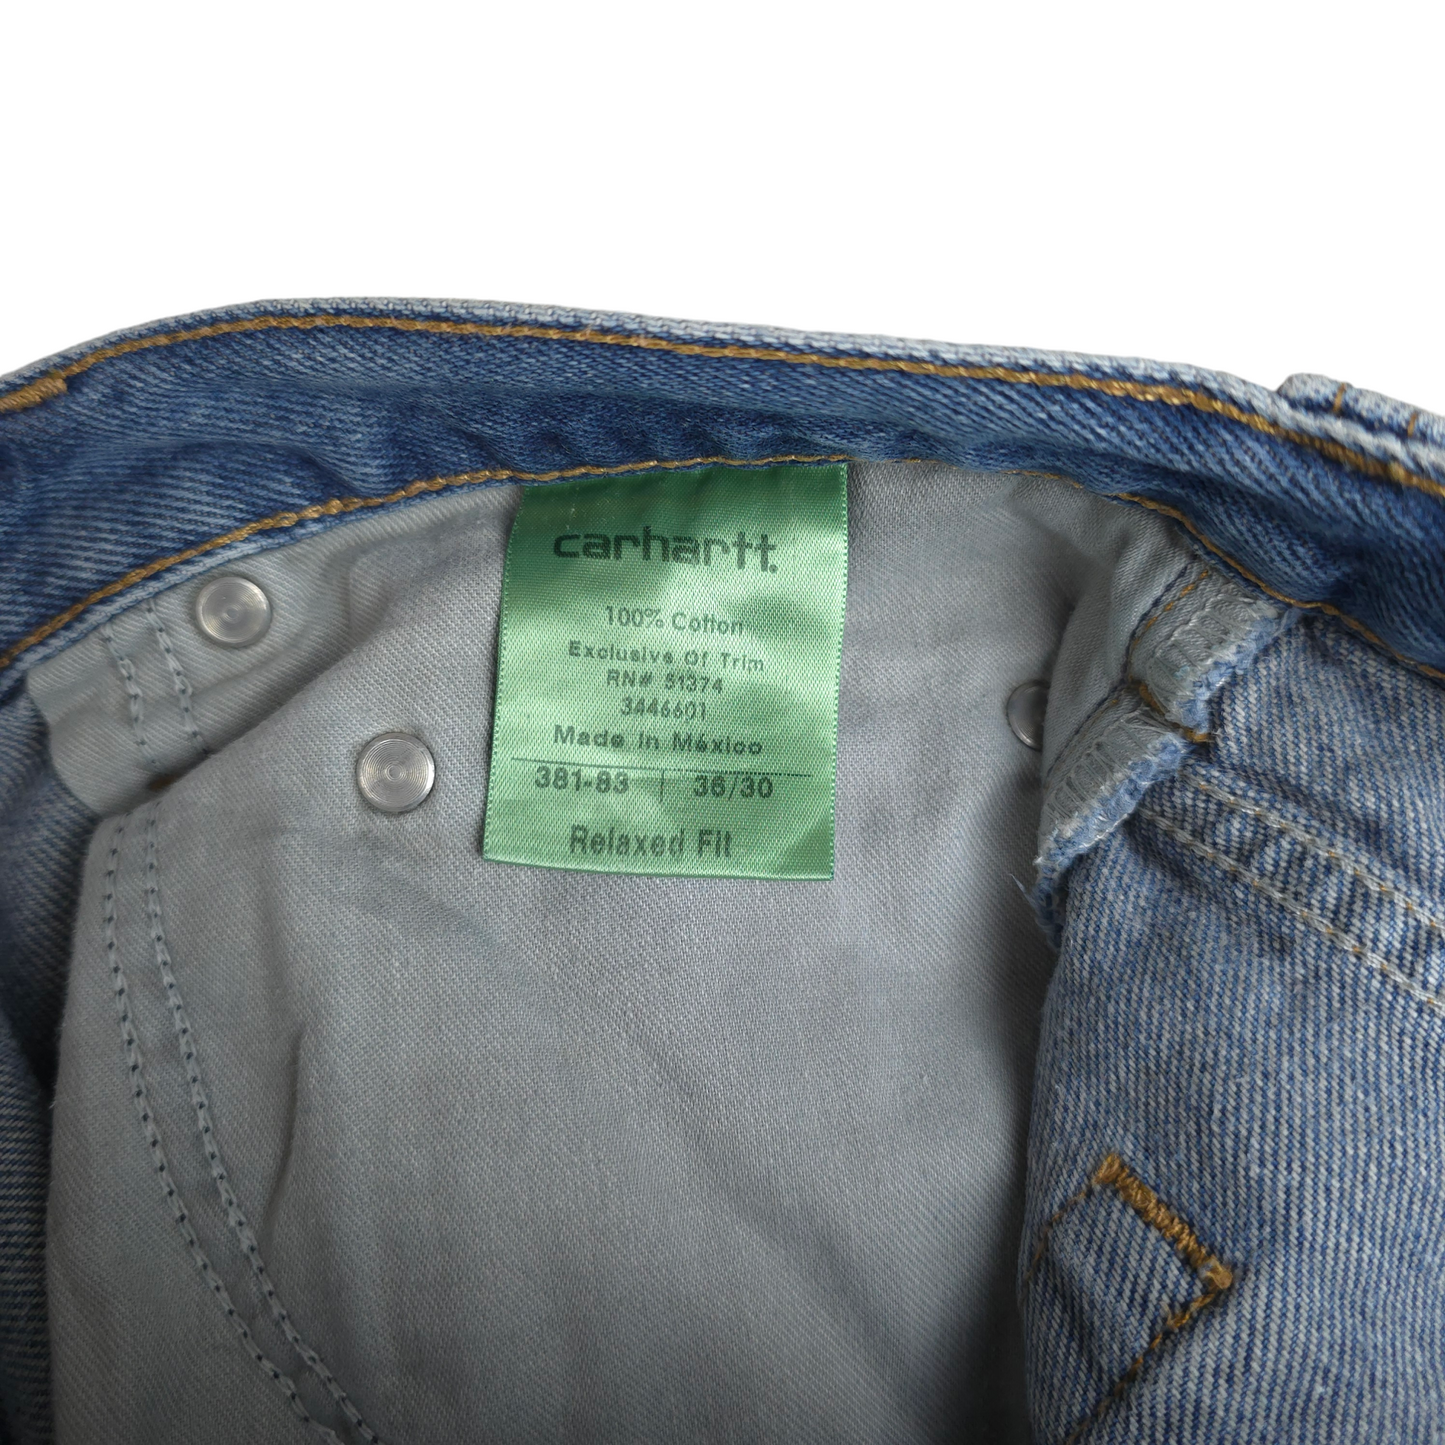 carhartt.
100% Cotton
Exclusive Of Trim
RN# 51374
3446601
Made In México
381-83 | 36/30
Relaxed Fit